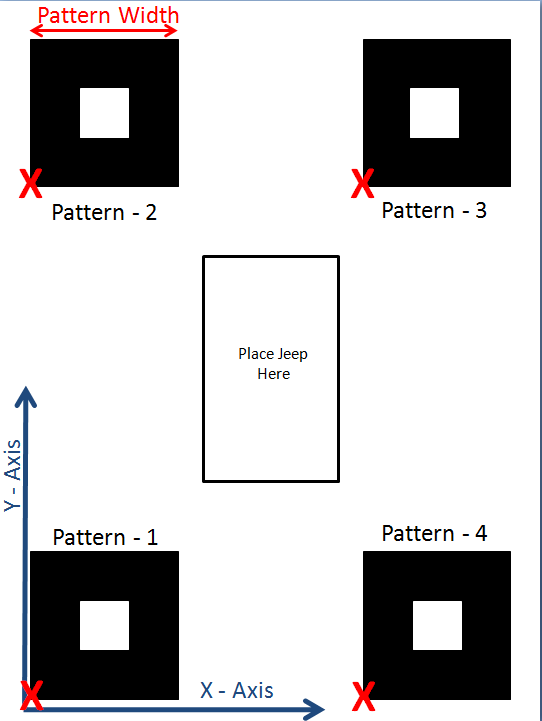 Pattern Width
X
X
Pattern - 2
Pattern - 3
Place Jeep
Here
Y - Axis
Pattern - 1
Pattern - 4
X - Axis
X
X